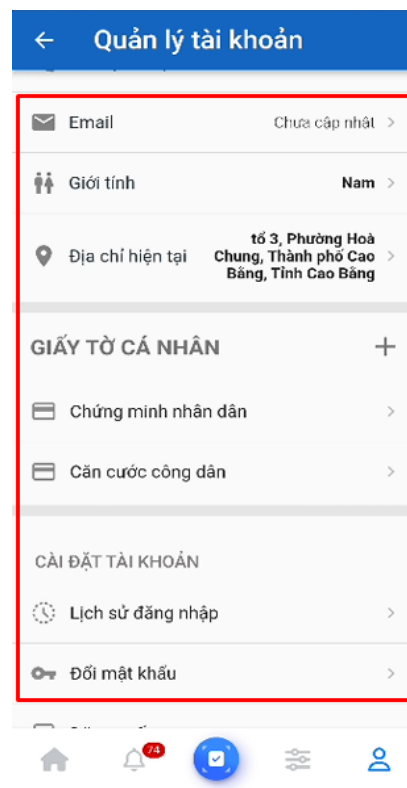 Quản lý tài khoản
Email
Chưa cập nhật
Giới tính
Nam
Địa chỉ hiện tại
tổ 3, Phường Hoà
Chung, Thành phố Cao
Bằng, Tỉnh Cao Bằng
GIẤY TỜ CÁ NHÂN
Chứng minh nhân dân
Căn cước công dân
CÀI ĐẶT TÀI KHOẢN
Lịch sử đăng nhập
Đổi mật khẩu
74